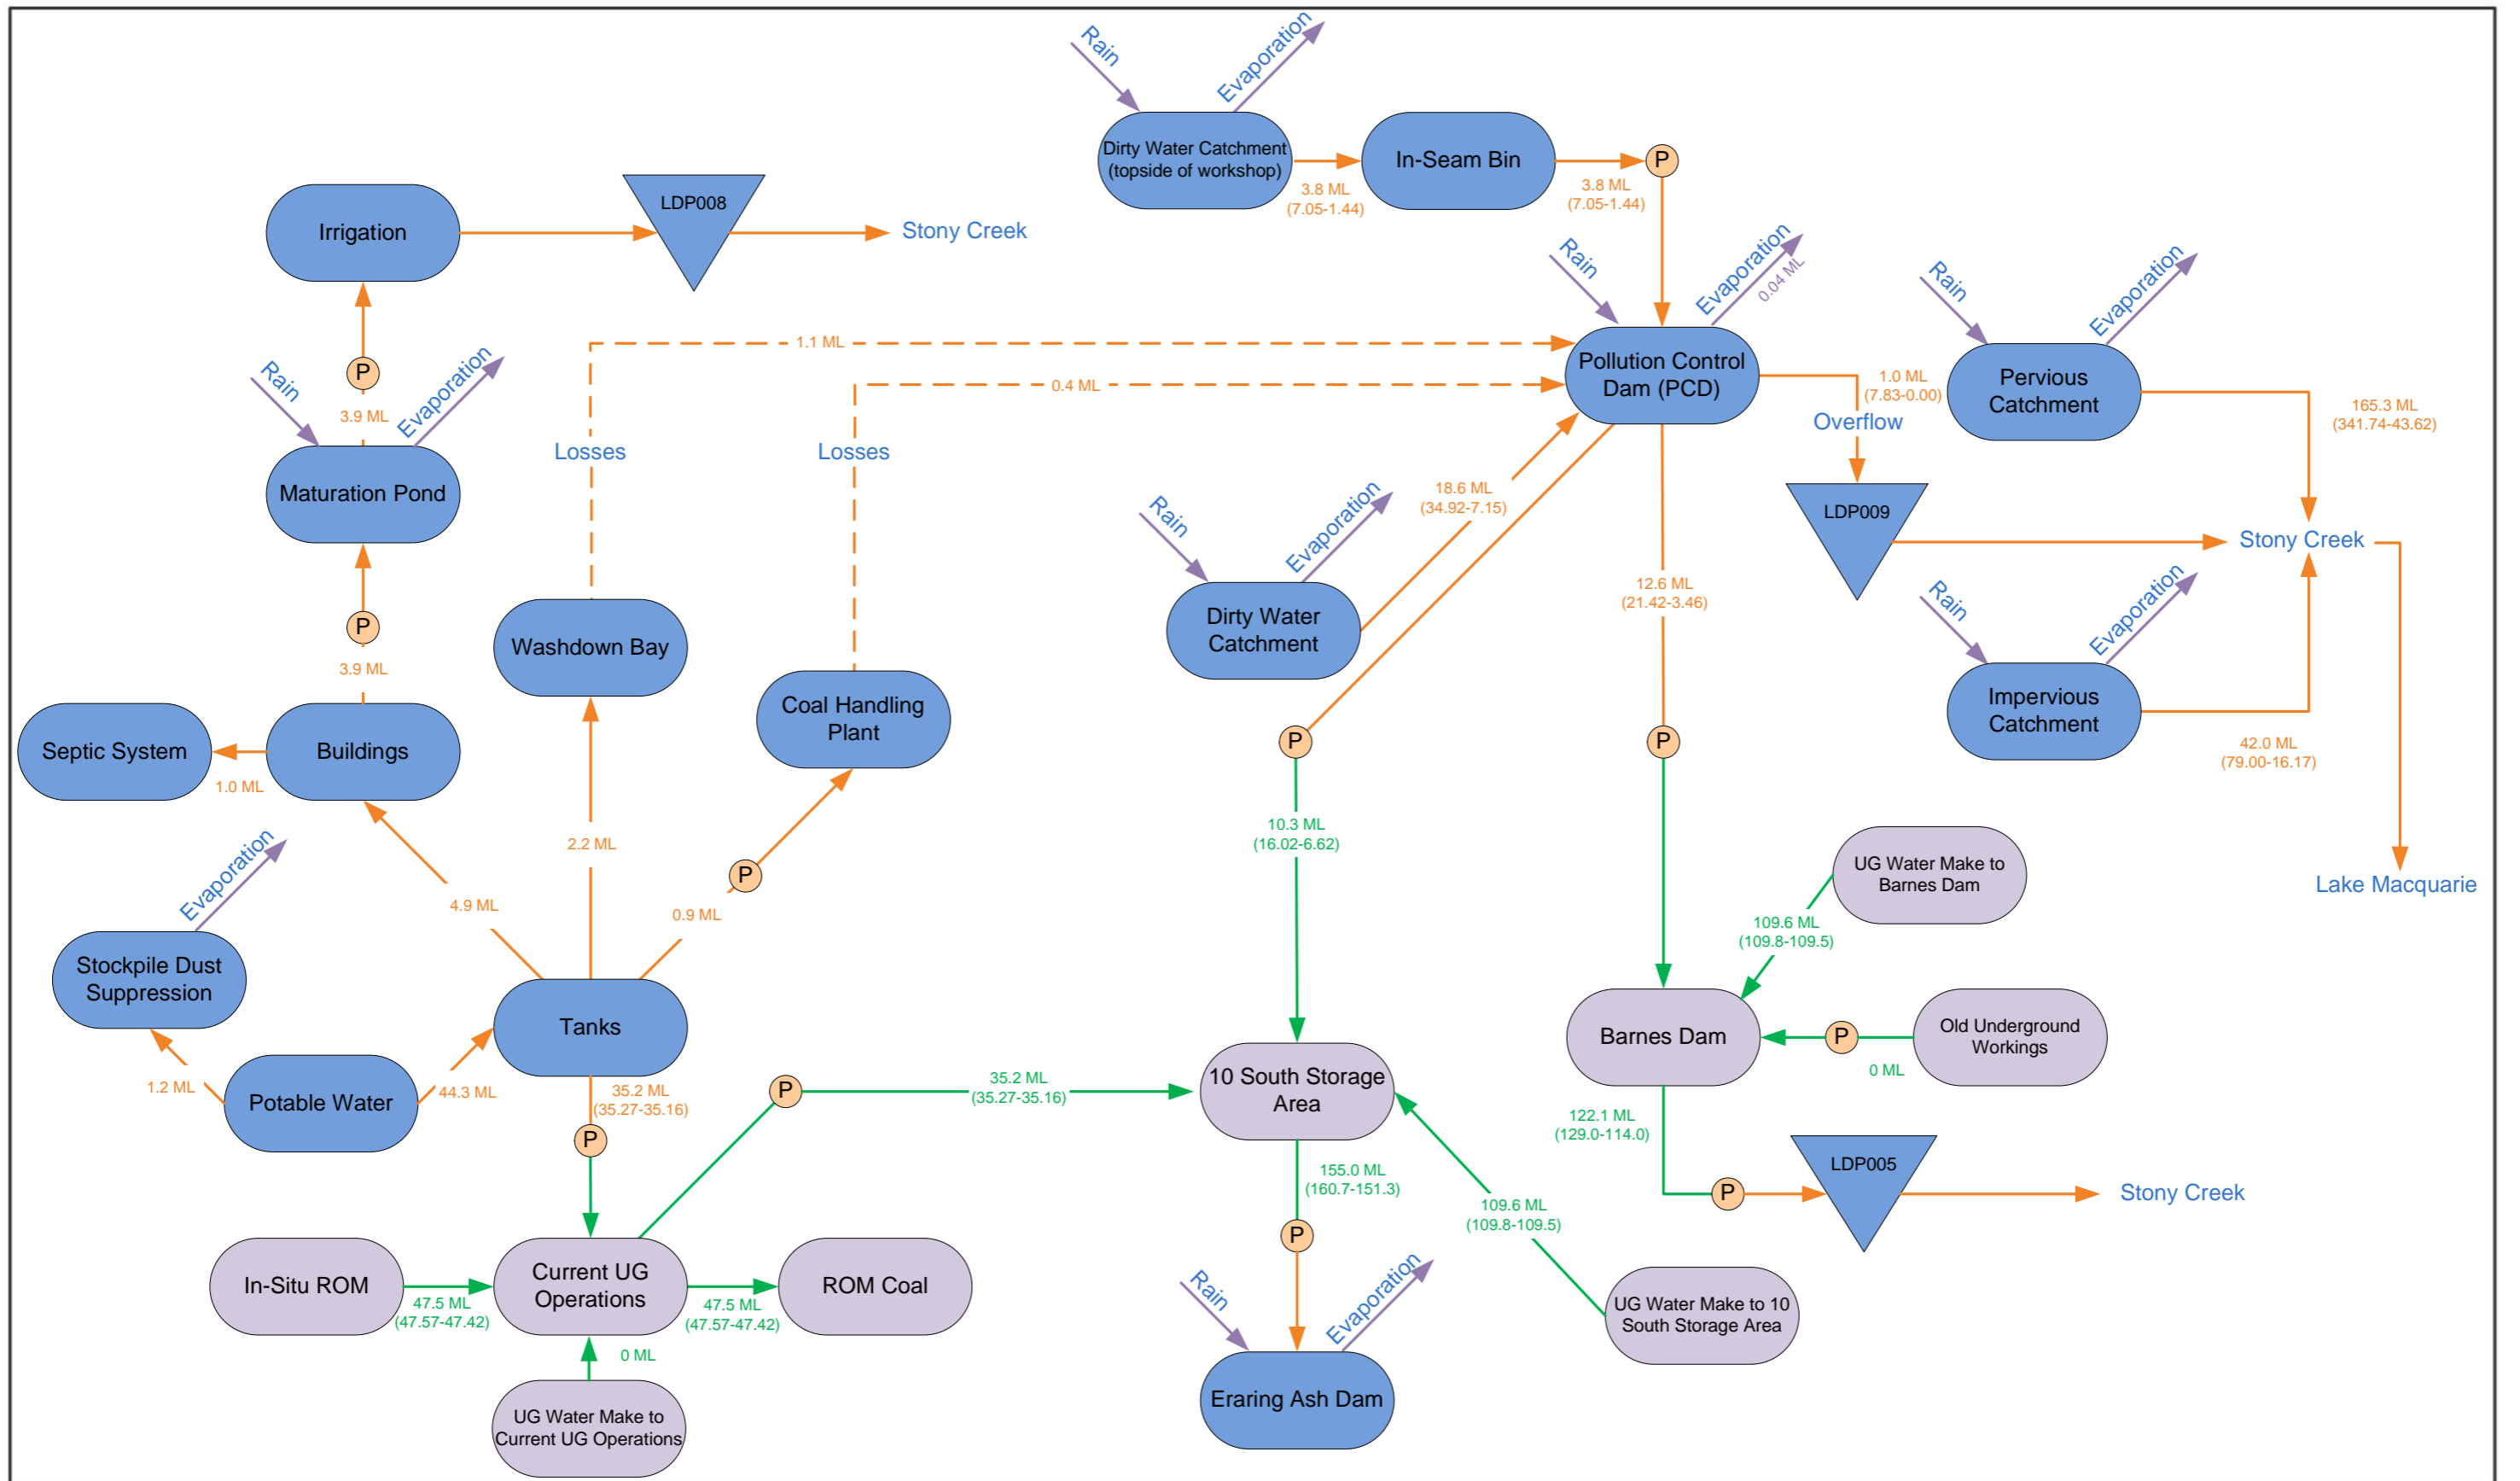 Rain
Evaporation
Dirty Water Catchment
(topside of workshop)
3.8 ML
(7.05-1.44)
In-Seam Bin
3.8 ML
(7.05-1.44)
P
Irrigation
LDP008
Stony Creek
P
3.9 ML
Rain
Evaporation
Maturation Pond
P
3.9 ML
Septic System
1.0 ML
Buildings
Losses
1.1 ML
Washdown Bay
Losses
0.4 ML
Coal Handling
Plant
Rain
Evaporation
0.04 ML
Pollution Control
Dam (PCD)
1.0 ML
(7.83-0.00)
Overflow
LDP009
Rain
Evaporation
Pervious
Catchment
165.3 ML
(341.74-43.62)
Stony Creek
Rain
Evaporation
Impervious
Catchment
42.0 ML
(79.00-16.17)
Lake Macquarie
Rain
Evaporation
Dirty Water
Catchment
18.6 ML
(34.92-7.15)
12.6 ML
(21.42-3.46)
P
P
10.3 ML
(16.02-6.62)
4.9 ML
2.2 ML
0.9 ML
P
Evaporation
Stockpile Dust
Suppression
1.2 ML
Potable Water
44.3 ML
Tanks
35.2 ML
(35.27-35.16)
P
P
35.2 ML
(35.27-35.16)
10 South Storage
Area
UG Water Make to
Barnes Dam
109.6 ML
(109.8-109.5)
Barnes Dam
P
0 ML
Old Underground
Workings
122.1 ML
(129.0-114.0)
P
LDP005
Stony Creek
155.0 ML
(160.7-151.3)
P
109.6 ML
(109.8-109.5)
UG Water Make to 10
South Storage Area
In-Situ ROM
47.5 ML
(47.57-47.42)
Current UG
Operations
47.5 ML
(47.57-47.42)
ROM Coal
0 ML
UG Water Make to
Current UG Operations
Rain
Evaporation
Eraring Ash Dam